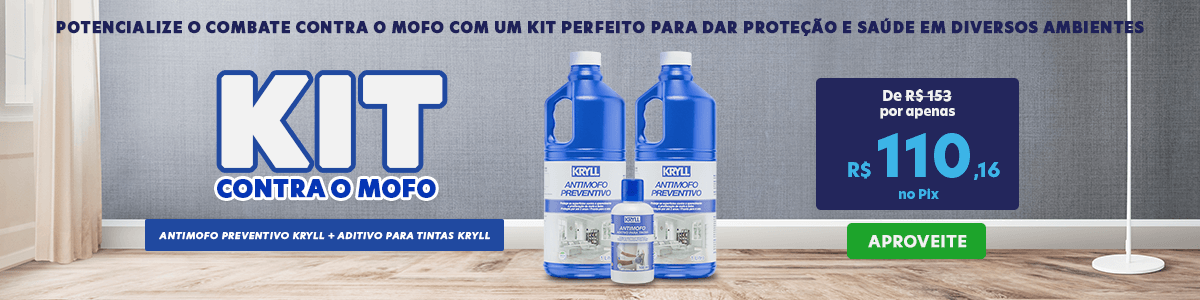 POTENCIALIZE O COMBATE CONTRA O MOFO COM UM KIT PERFEITO PARA DAR PROTEÇÃO E SAÚDE EM DIVERSOS AMBIENTES
KIT
CONTRA O MOFO
ANTIMOFO PREVENTIVO KRYLL + ADITIVO PARA TINTAS KRYLL
KRYLL
ANTIMOFO
PREVENTIVO
KRYLL
ANTIMOFO
PREVENTIVO
KRYLL
ANTIMOFO
De R$ 153
por apenas
R$ 110,16
no Pix
APROVEITE